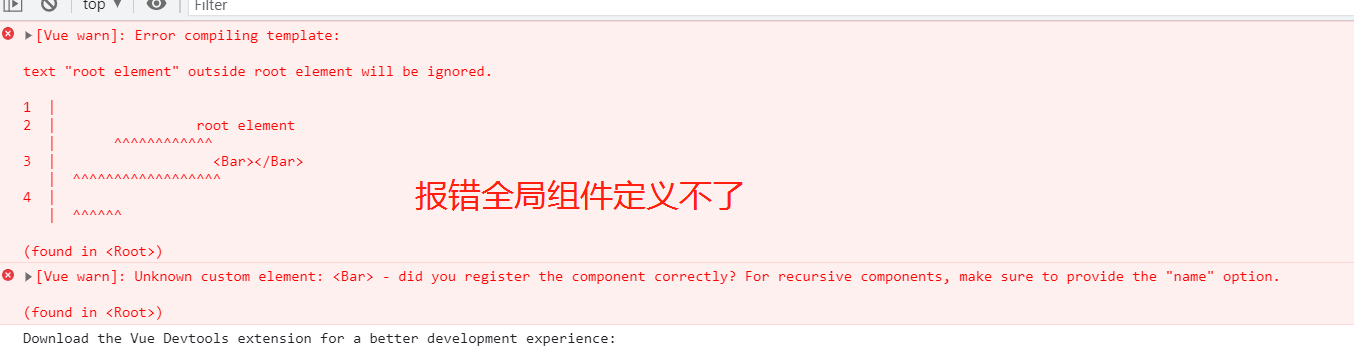 top ▼ Filter
▶[Vue warn]: Error compiling template:
text "root element" outside root element will be ignored.
1 |
2 | root element
| ^^^^^^^^^^^^
3 | <Bar></Bar>
| ^^^^^^^^^^^^^^^^^^
4 |
| ^^^^^^
报错全局组件定义不了
(found in <Root>)
▶[Vue warn]: Unknown custom element: <Bar> - did you register the component correctly? For recursive components, make sure to provide the "name" option.
(found in <Root>)
Download the Vue Devtools extension for a better development experience: